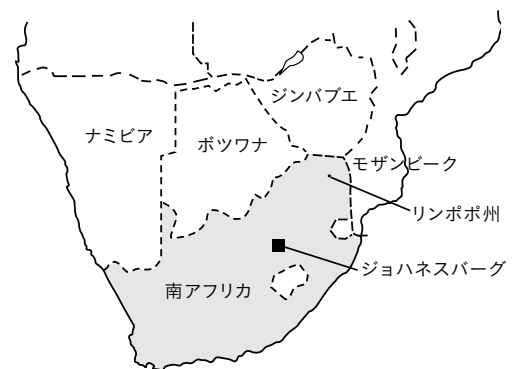 ジンバブエ
ナミビア
ボツワナ
モザンビーク
リンポポ州
ジョハネスバーグ
南アフリカ